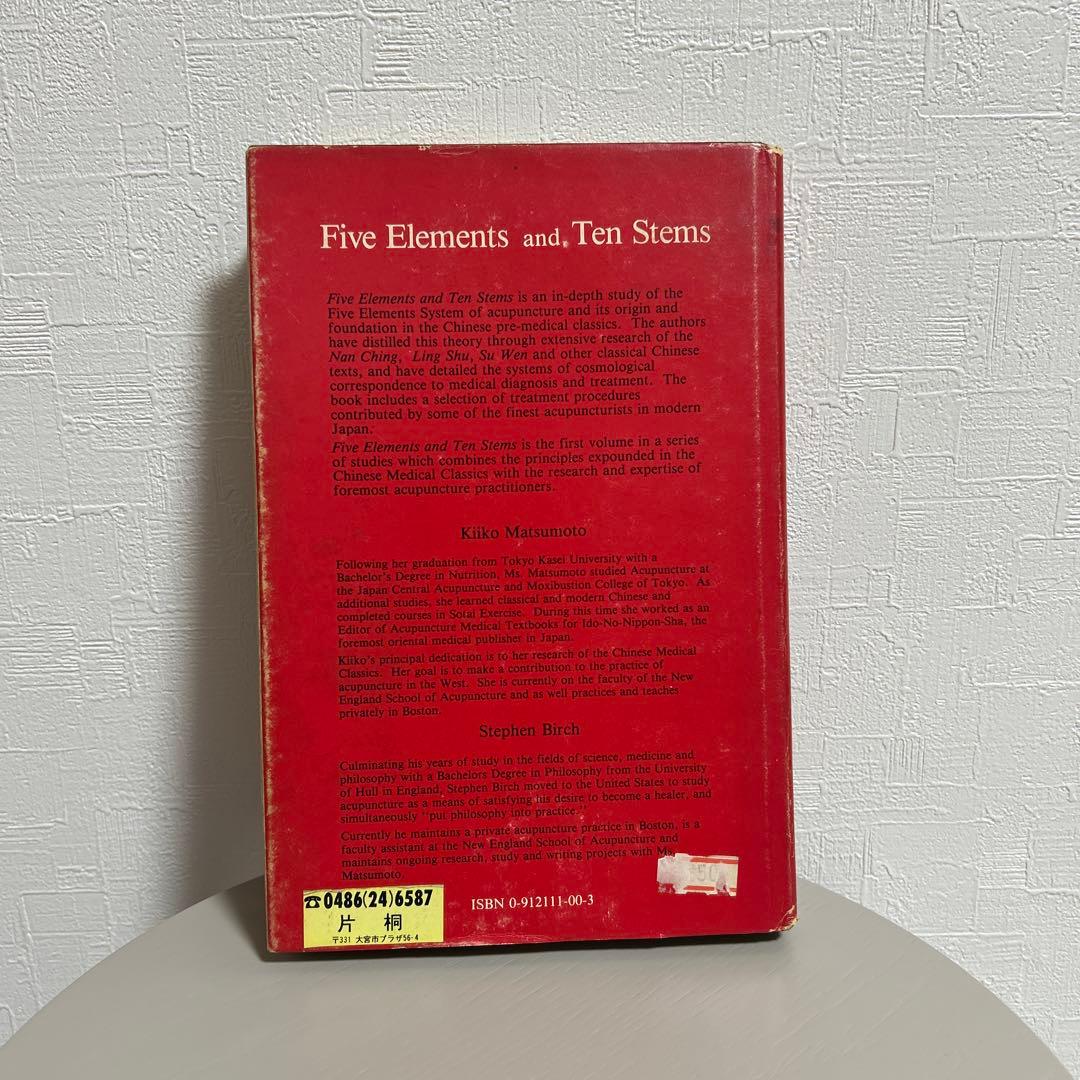 Five Elements and Ten Stems
Five Elements and Ten Stems is an in-depth study of the
Five Elements System of acupuncture and its origin and
foundation in the Chinese pre-medical classics. The authors
have distilled this theory through extensive research of the
Nan Ching, Ling Shu, Su Wen and other classical Chinese
texts, and have detailed the systems of cosmological
correspondence to medical diagnosis and treatment. The
book includes a selection of treatment procedures
contributed by some of the finest acupuncturists in modern
Japan.
Five Elements and Ten Stems is the first volume in a series
of studies which combines the principles expounded in the
Chinese Medical Classics with the research and expertise of
foremost acupuncture practitioners.
Kiiko Matsumoto
Following her graduation from Tokyo Kasei University with a
Bachelor's Degree in Nutrition, Ms. Matsumoto studied Acupuncture at
the Japan Central Acupuncture and Moxibustion College of Tokyo. As
additional studies, she learned classical and modern Chinese and
completed courses in Sotai Exercise. During this time she worked as an
Editor of Acupuncture Medical Textbooks for Ido-No-Nippon-Sha, the
foremost oriental medical publisher in Japan.
Kiiko's principal dedication is to her research of the Chinese Medical
Classics. Her goal is to make a contribution to the practice of
acupuncture in the West. She is currently on the faculty of the New
England School of Acupuncture and as well practices and teaches
privately in Boston.
Stephen Birch
Culminating his years of study in the fields of science, medicine and
philosophy with a Bachelors Degree in Philosophy from the University
of Hull in England, Stephen Birch moved to the United States to study
acupuncture as a means of satisfying his desire to become a healer, and
simultaneously "put philosophy into practice."
Currently he maintains a private acupuncture practice in Boston, is a
faculty assistant at the New England School of Acupuncture and
maintains ongoing research, study and writing projects with Ms.
Matsumoto.
☎0486(24)6587
片桐
〒331 大宮市プラザ56-4
ISBN 0-912111-00-3